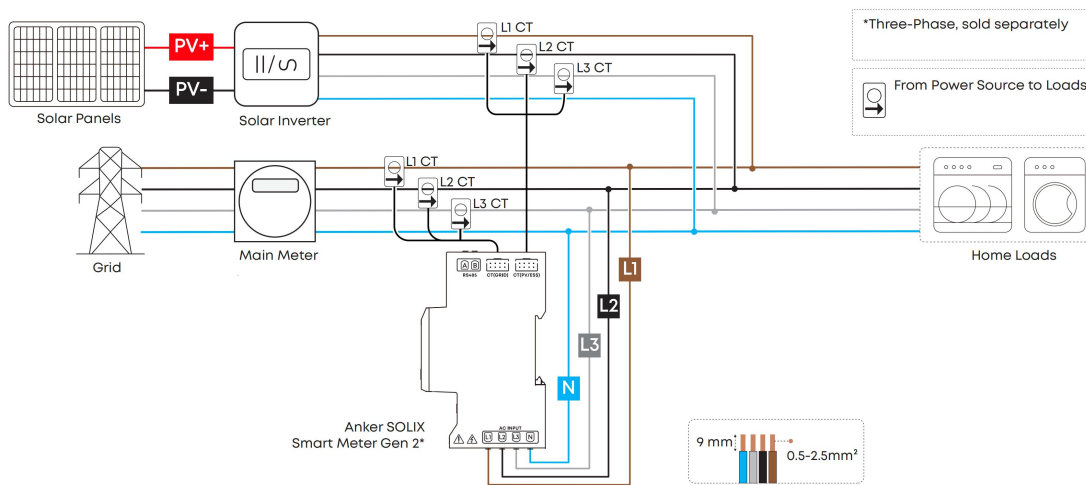 PV+
PV-
Solar Panels
Solar Inverter
L1 CT
L2 CT
L3 CT
*Three-Phase, sold separately
From Power Source to Loads
Grid
Main Meter
L1 CT
L2 CT
L3 CT
Home Loads
A B
RS485
CT(GRID)
CT(PV/ESS)
L1
L2
L3
N
Anker SOLIX
Smart Meter Gen 2*
AC INPUT
L1 L2 L3 N
9 mm
0.5-2.5mm²